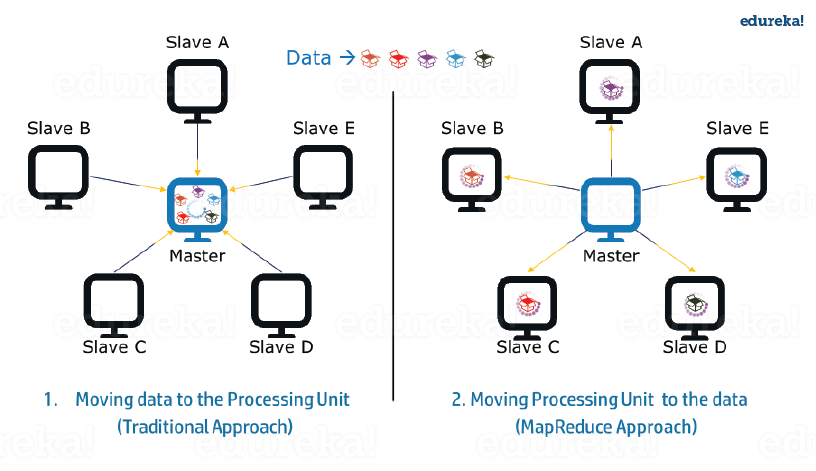 edureka!
Data →
Slave A
Slave B
Slave E
Master
Slave C
Slave D
1. Moving data to the Processing Unit
(Traditional Approach)
Slave A
Slave B
Slave E
Master
Slave C
Slave D
2. Moving Processing Unit to the data
(MapReduce Approach)